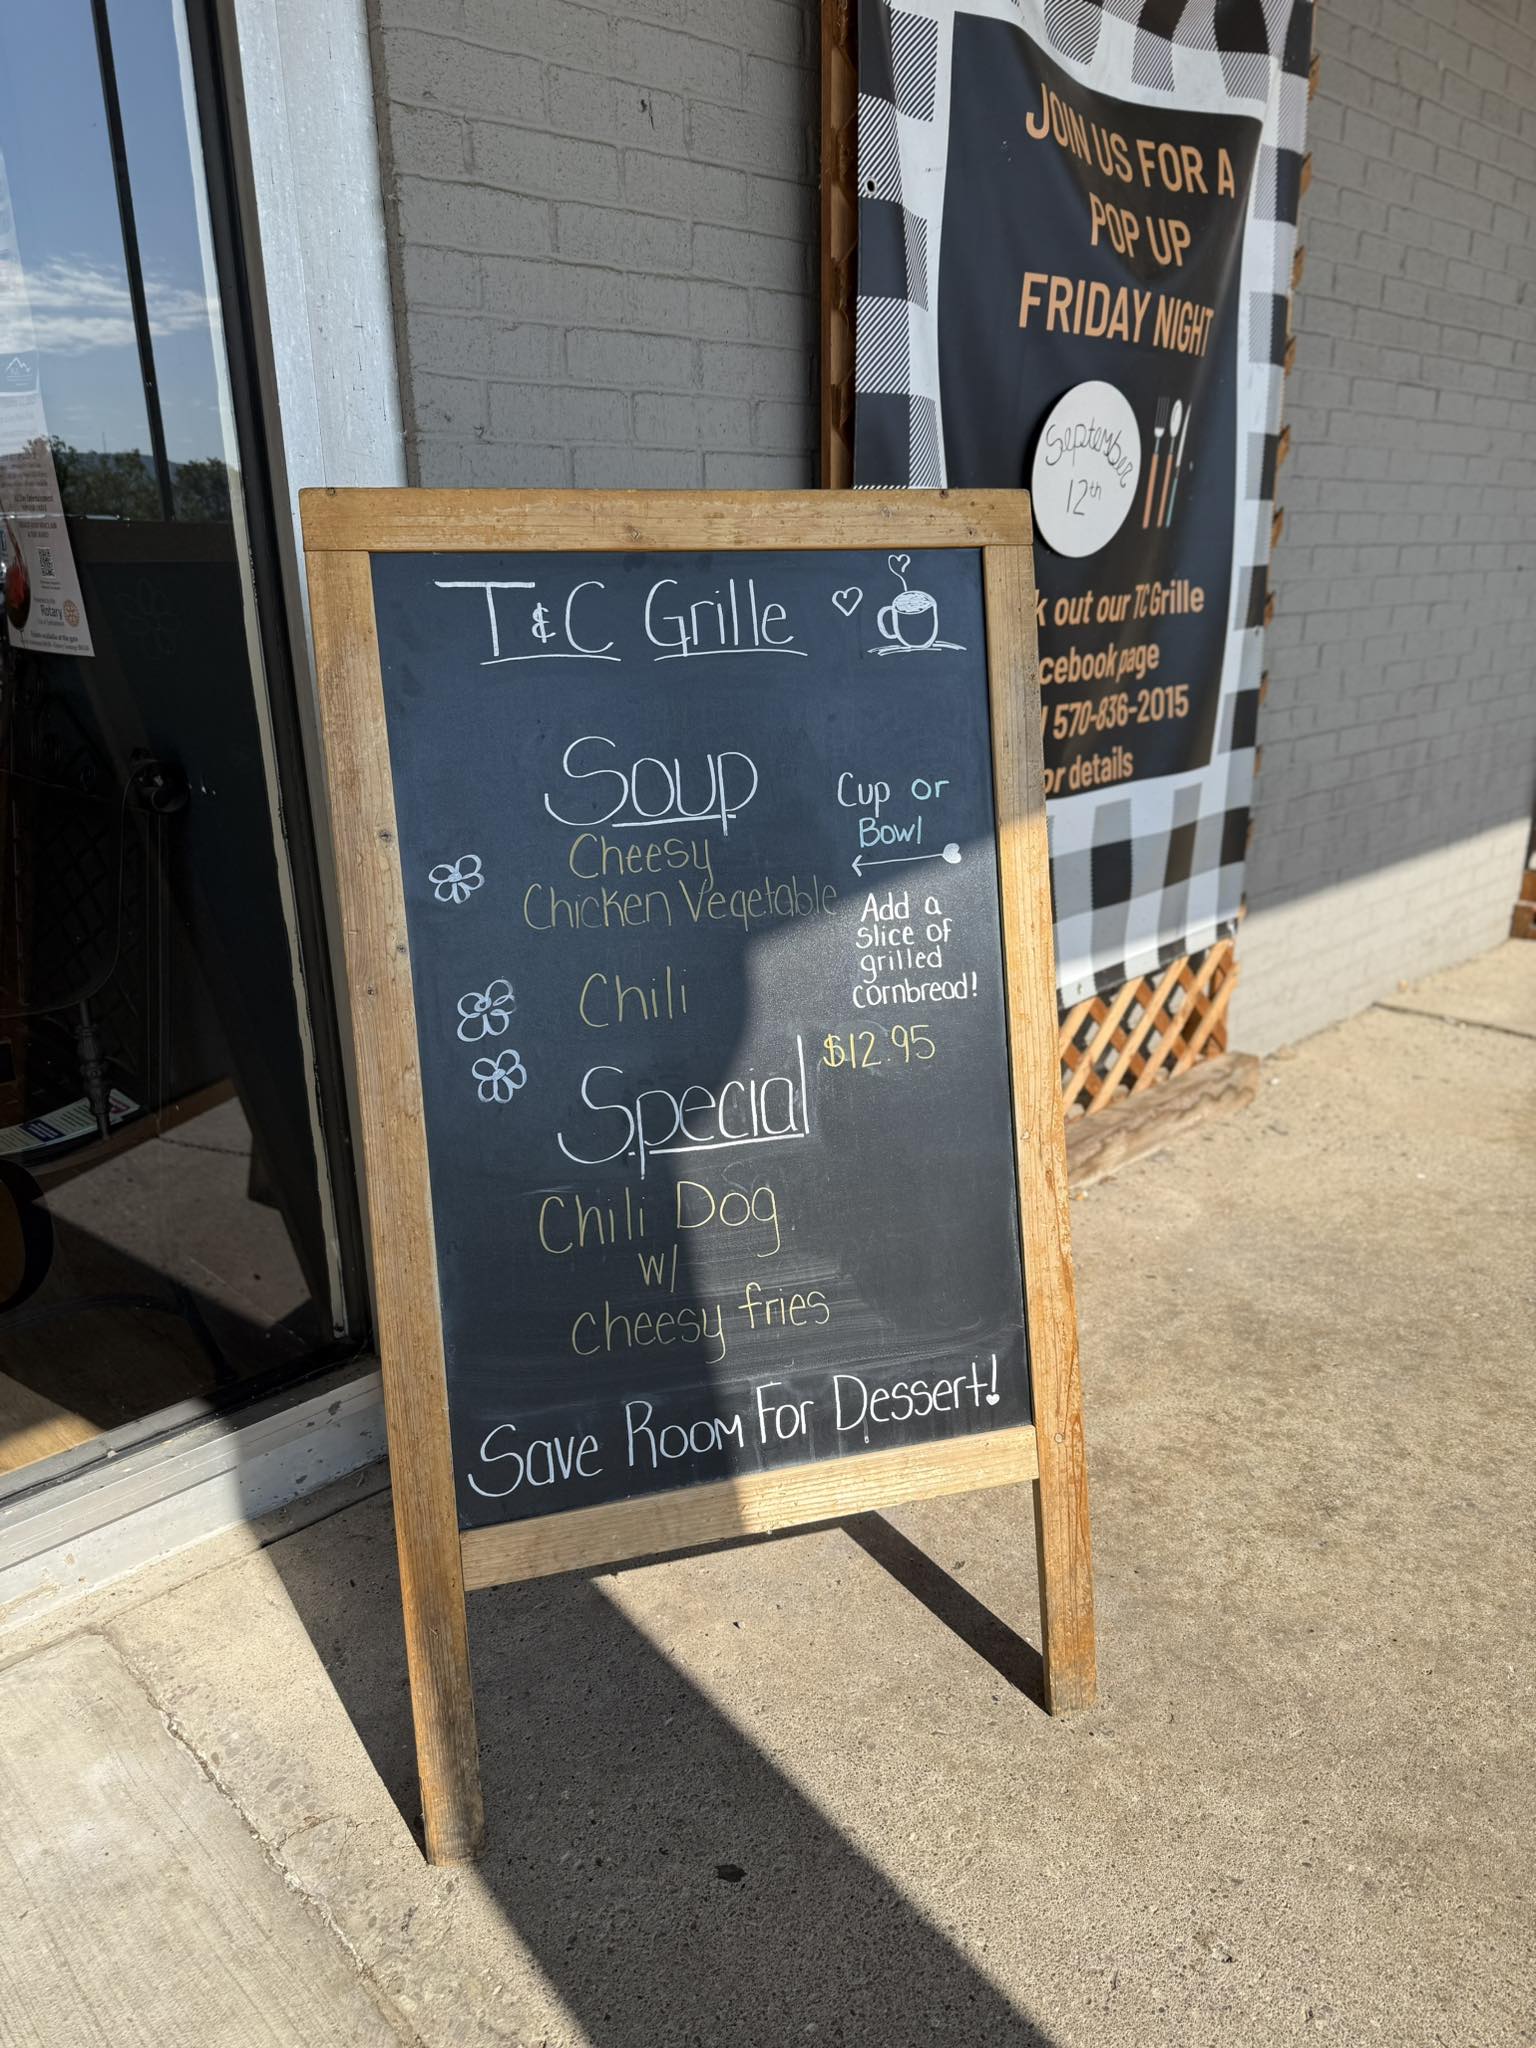 T & C Grille
Soup
Cheesy
Chicken Vegetable
Chili
Cup or
Bowl
Add a
slice of
grilled
cornbread!
Special
$12.95
Chili Dog
w/
cheesy fries
Save Room For Dessert!
JOIN US FOR A
POP UP
FRIDAY NIGHT
September
12th
out our TC Grille
page
570-836-2015
details
Rotary